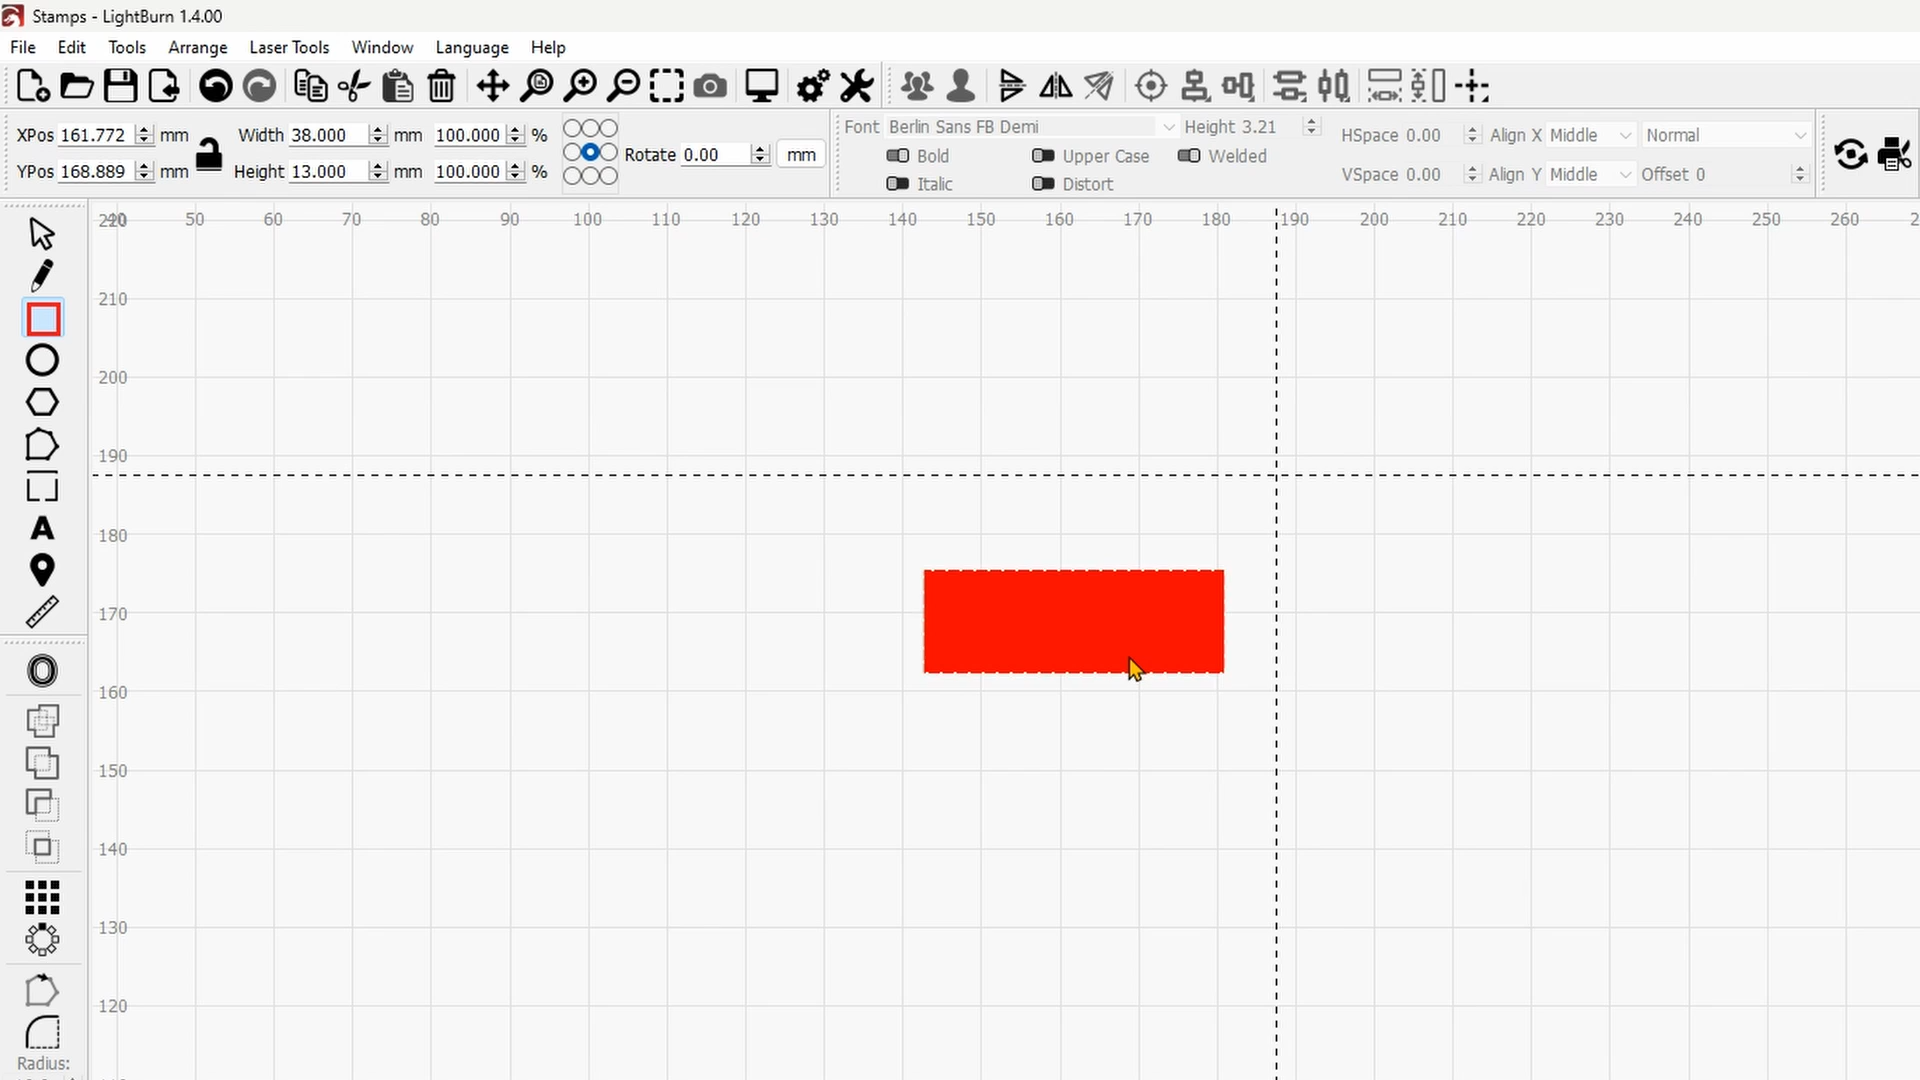 Stamps - LightBurn 1.4.00
File Edit Tools Arrange Laser Tools Window Language Help
XPos 161.772 mm Width 38.000 mm 100.000 % Rotate 0.00 mm Font Berlin Sans FB Demi Height 3.21 HSpace 0.00 Align X Middle Normal
Bold Upper Case Welded
YPos 168.889 mm Height 13.000 mm 100.000 % Italic Distort VSpace 0.00 Align Y Middle Offset 0
40 50 60 70 80 90 100 110 120 130 140 150 160 170 180 190 200 210 220 230 240 250 260 2
220
210
200
190
180
170
160
150
140
130
120
Radius: